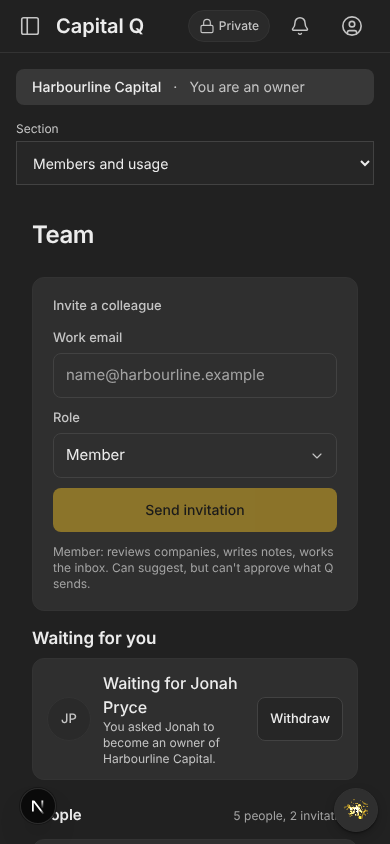 Capital Q
Private
Harbourline Capital · You are an owner
Section
Members and usage
Team
Invite a colleague
Work email
name@harbourline.example
Role
Member
Send invitation
Member: reviews companies, writes notes, works
the inbox. Can suggest, but can't approve what Q
sends.
Waiting for you
JP
Waiting for Jonah
Pryce
You asked Jonah to
become an owner of
Harbourline Capital.
Withdraw
N
ople
5 people, 2 invitat